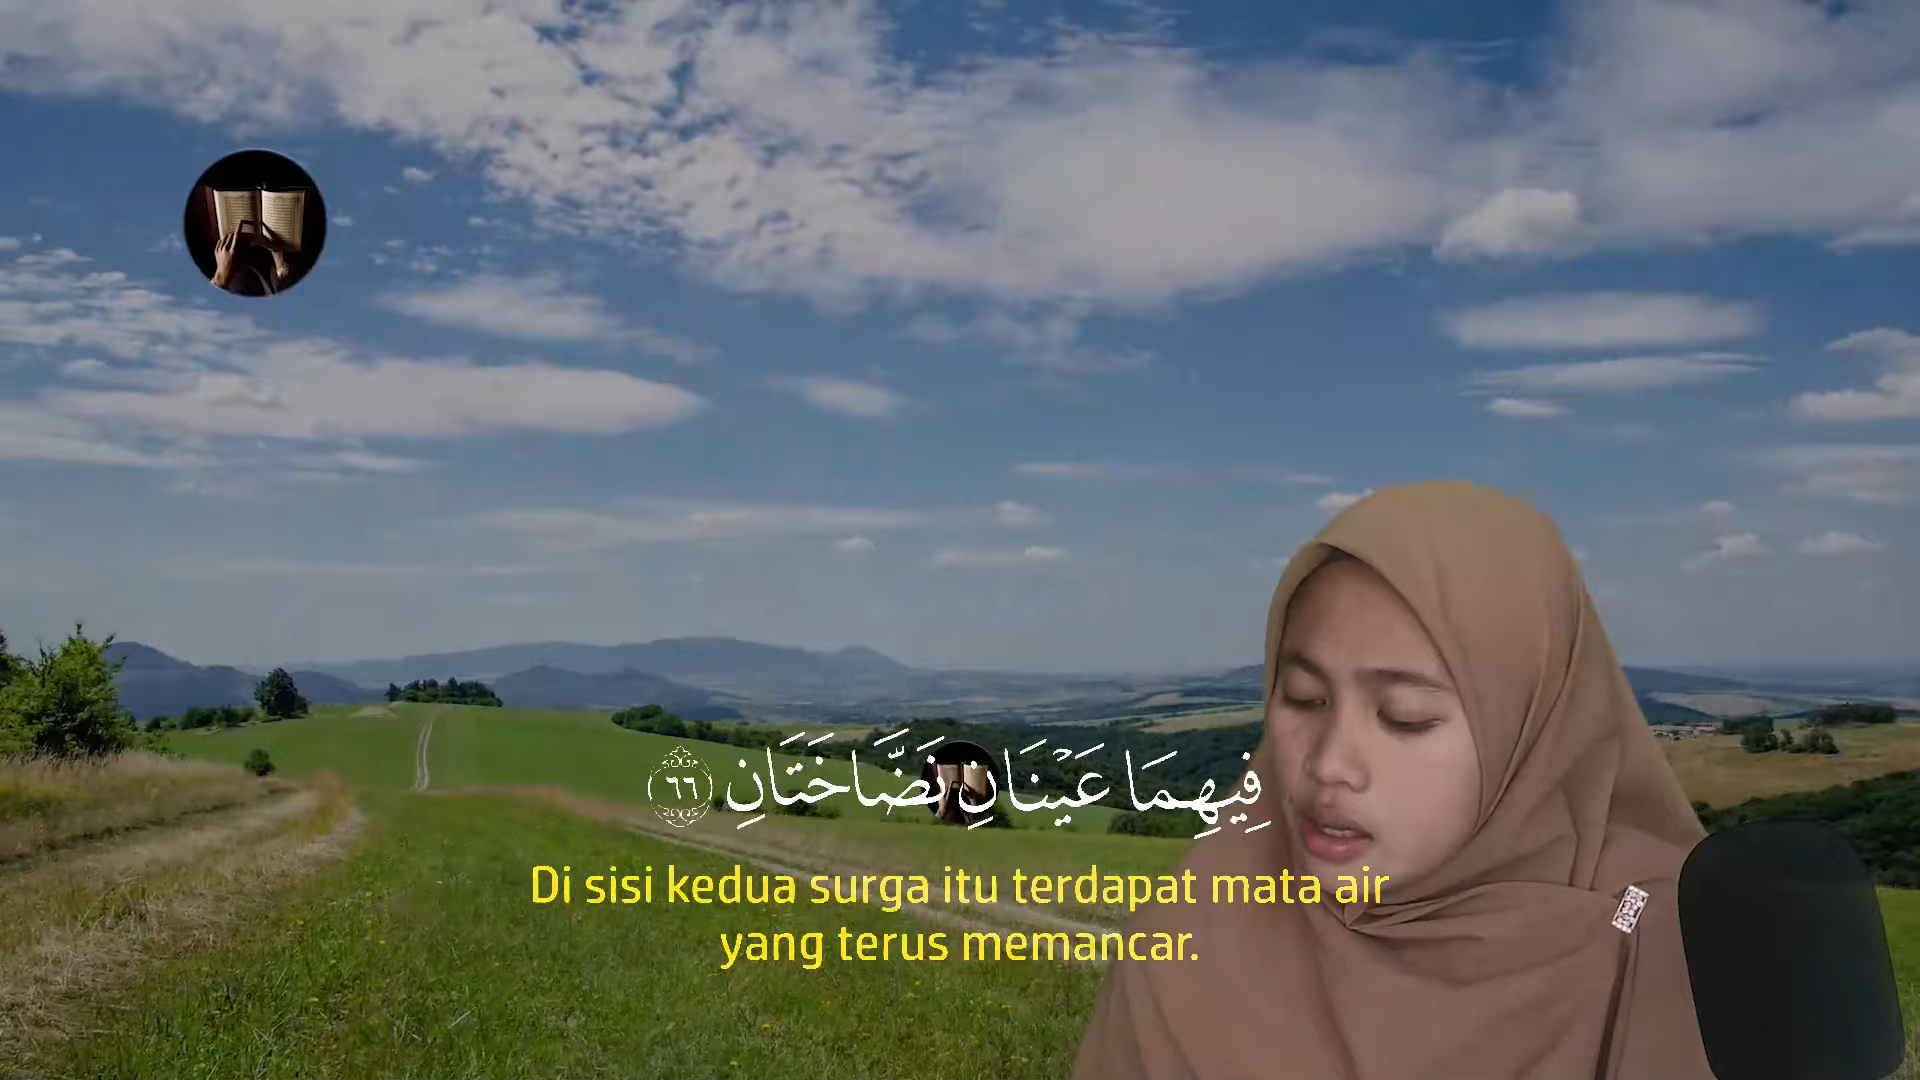 فِيهِمَا عَيْنَانِ نَضَّاخَتَانِ ٦٦
Di sisi kedua surga itu terdapat mata air
yang terus memancar.